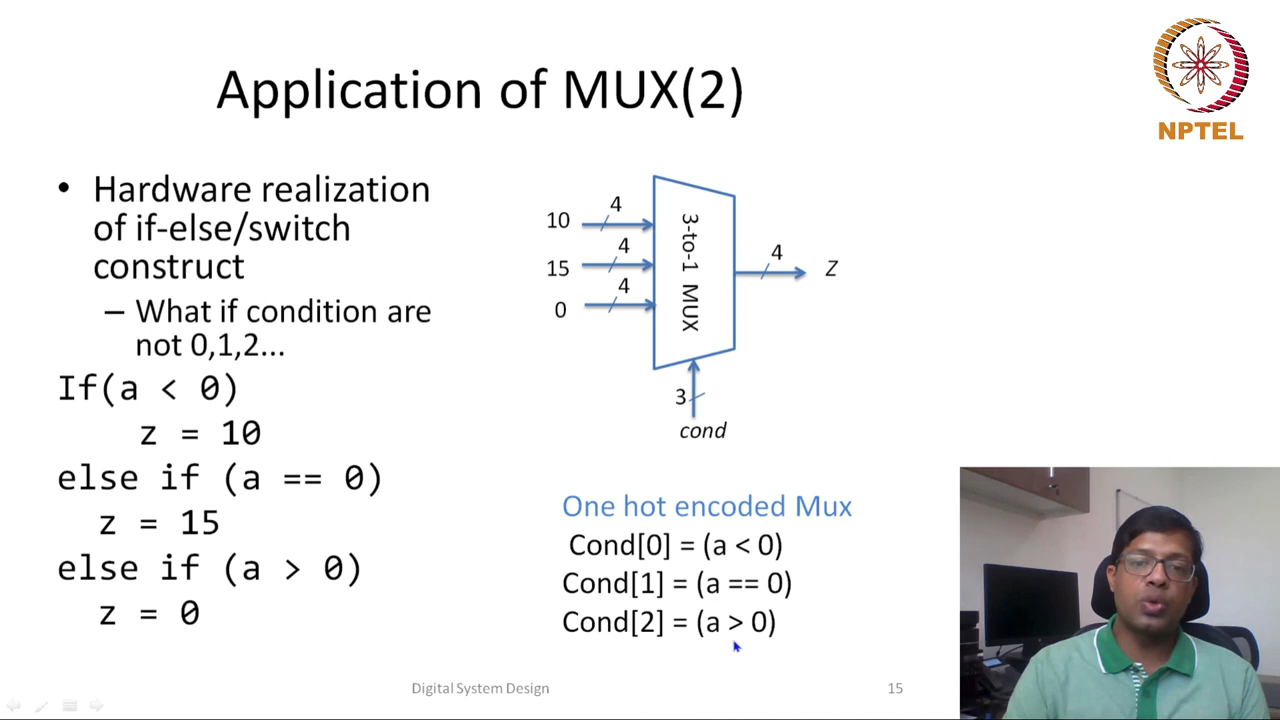 Application of MUX(2)
NPTEL
• Hardware realization
of if-else/switch
construct
– What if condition are
not 0,1,2...
If(a < 0)
z = 10
else if (a == 0)
z = 15
else if (a > 0)
z = 0
10
4
15
4
0
4
3-to-1 MUX
4
Z
3
cond
One hot encoded Mux
Cond[0] = (a < 0)
Cond[1] = (a == 0)
Cond[2] = (a > 0)
Digital System Design
15